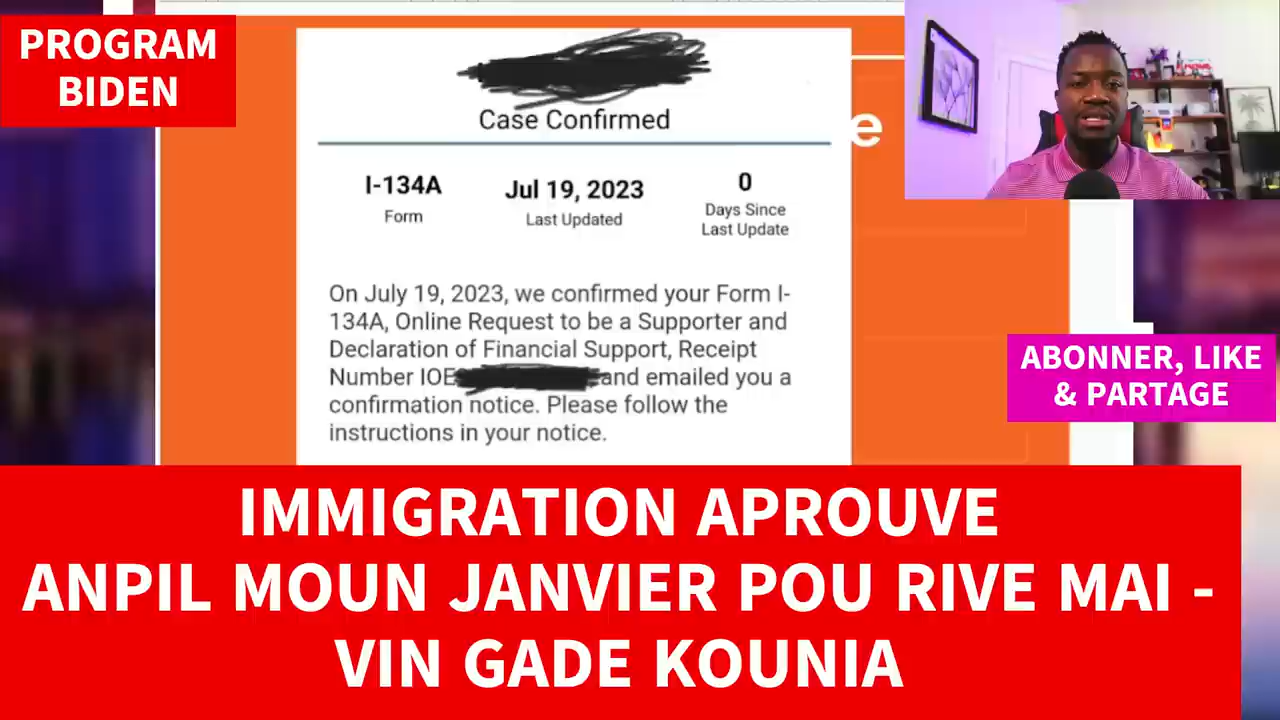 PROGRAM
BIDEN
Case Confirmed
e
I-134A
Form
Jul 19, 2023
Last Updated
0
Days Since
Last Update
On July 19, 2023, we confirmed your Form I-
134A, Online Request to be a Supporter and
Declaration of Financial Support, Receipt
Number IOE
and emailed you a
confirmation notice. Please follow the
instructions in your notice.
ABONNER, LIKE
& PARTAGE
IMMIGRATION APROUVE
ANPIL MOUN JANVIER POU RIVE MAI -
VIN GADE KOUNIA